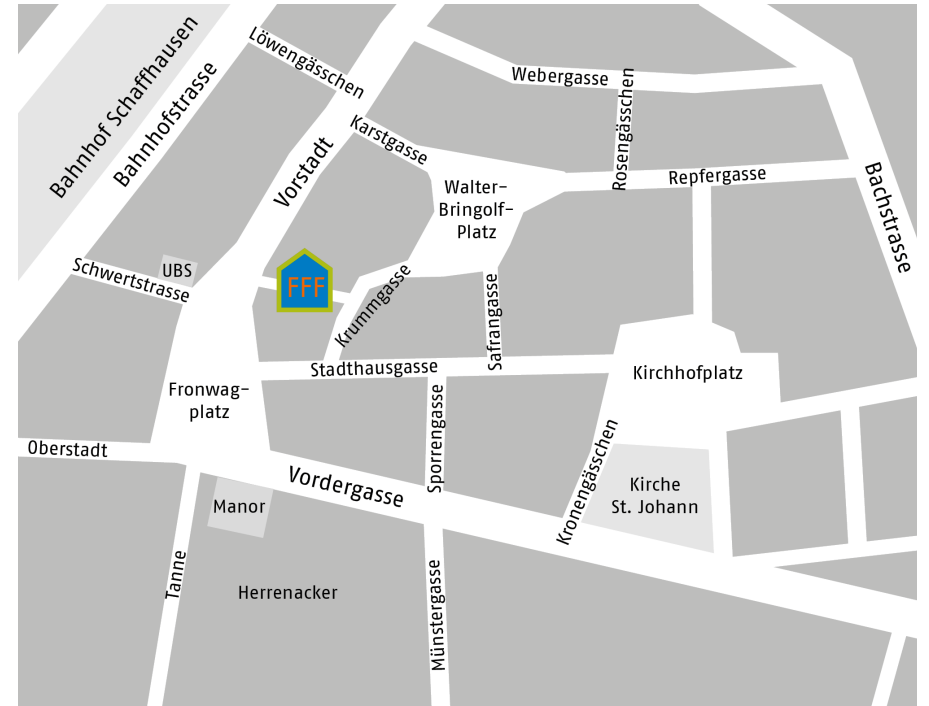 Löwengässchen
Bahnhof Schaffhausen
Bahnhofstrasse
Webergasse
Rosengässchen
Karstgasse
Vorstadt
Walter-
Bringolf-
Platz
Repfergasse
Bachstrasse
Schwertstrasse
UBS
FFF
Krummgasse
Safrangasse
Stadthausgasse
Kirchhofplatz
Fronwag-
platz
Sporrengasse
Oberstadt
Vordergasse
Kronengässchen
Kirche
St. Johann
Manor
Tanne
Herrenacker
Münstergasse